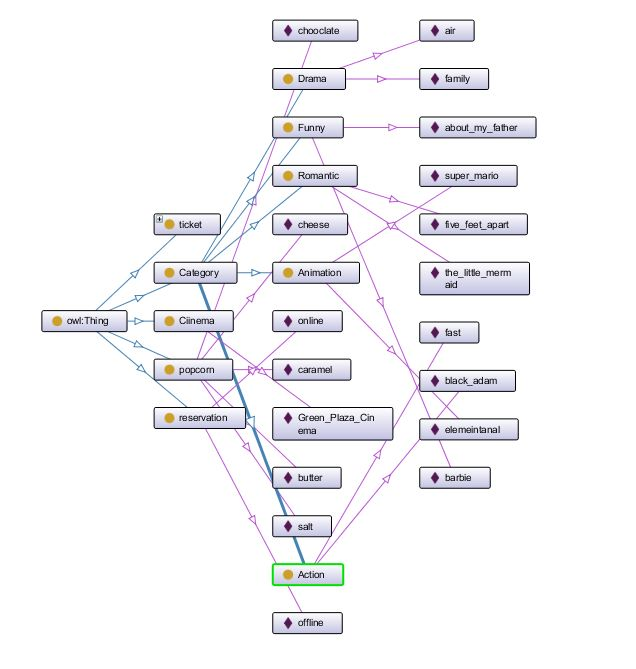 chooclate
air
Drama
family
Funny
about_my_father
Romantic
super_mario
ticket
cheese
five_feet_apart
Category
Animation
the_little_merm
aid
owl:Thing
Ciinema
online
fast
popcorn
caramel
black_adam
reservation
Green_Plaza_Cin
ema
elemeintanal
butter
barbie
salt
Action
offline